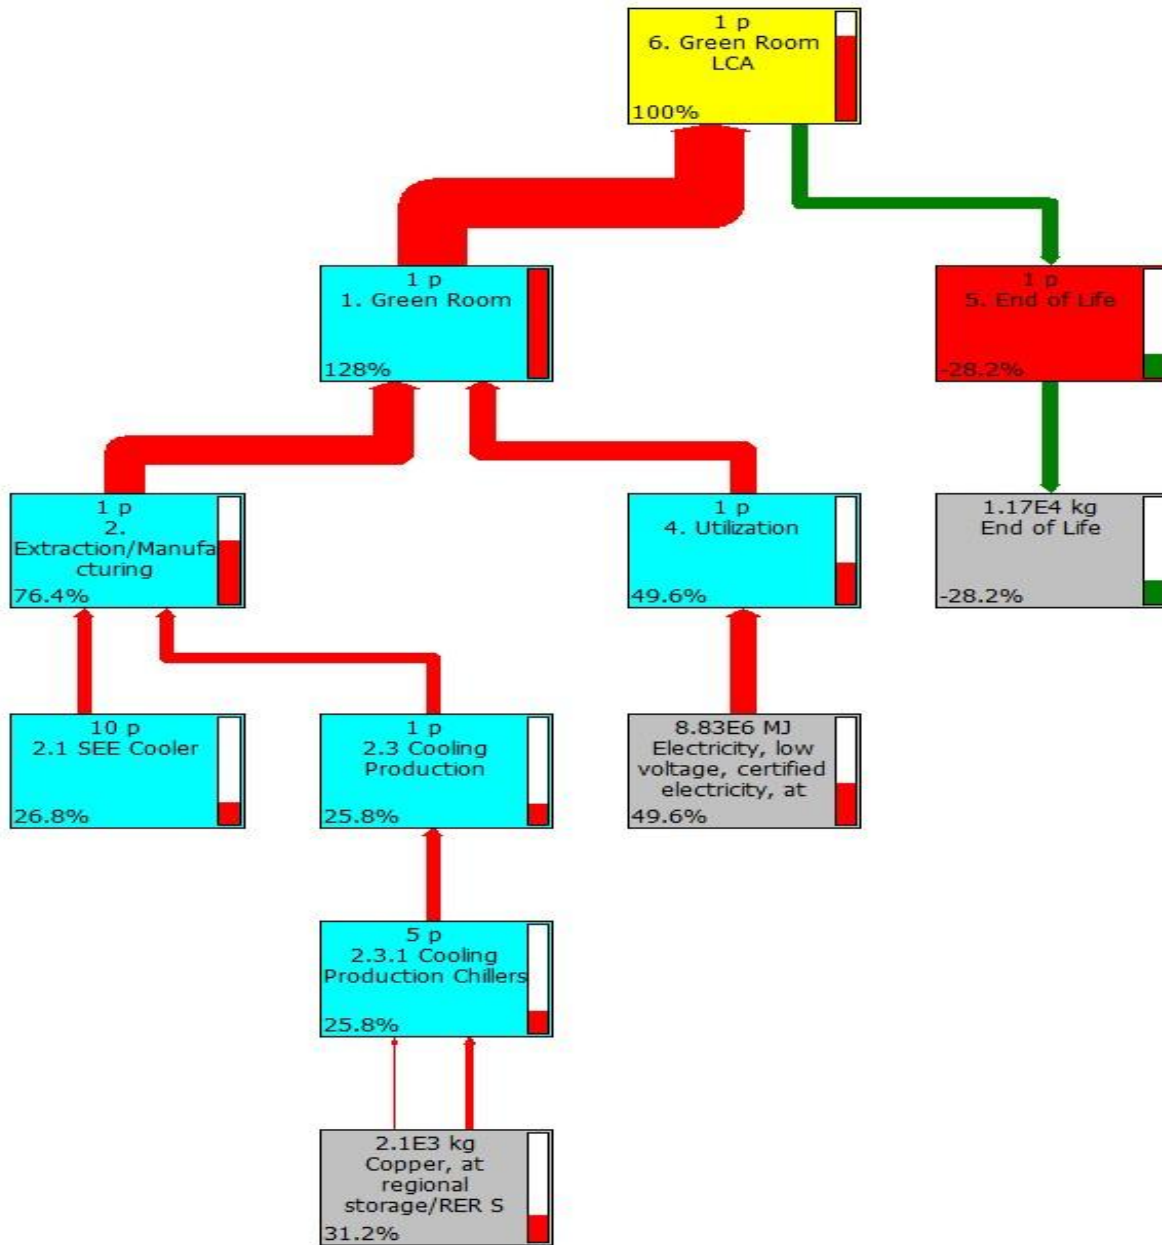 1 p
6. Green Room
LCA
100%
1 p
1. Green Room
128%
1 p
5. End of Life
-28.2%
1 p
2.
Extraction/Manufa
cturing
76.4%
1 p
4. Utilization
49.6%
1.17E4 kg
End of Life
-28.2%
10 p
2.1 SEE Cooler
26.8%
1 p
2.3 Cooling
Production
25.8%
8.83E6 MJ
Electricity, low
voltage, certified
electricity, at
49.6%
5 p
2.3.1 Cooling
Production Chillers
25.8%
2.1E3 kg
Copper, at
regional
storage/RER S
31.2%